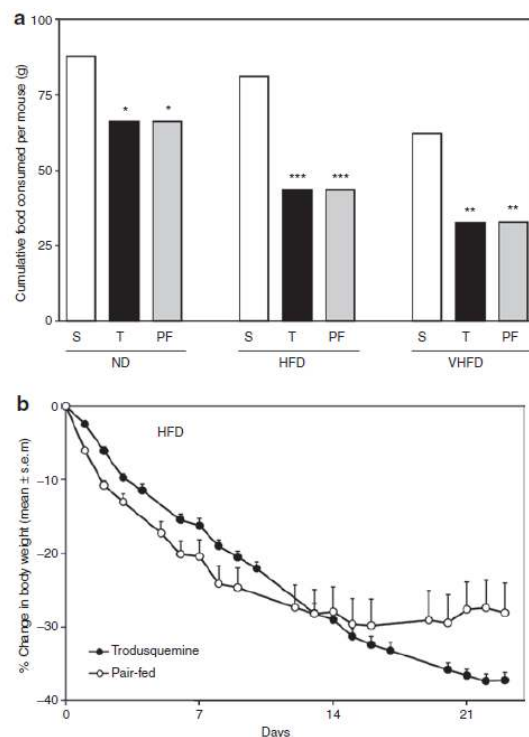 a
Cumulative food consumed per mouse (g)
100
75
50
25
0
* * *** *** ** **
S T PF S T PF S T PF
ND HFD VHFD
b
% Change in body weight (mean ± s.e.m)
HFD
0
−10
−20
−30
−40
Trodusquemine
Pair-fed
0 7 14 21
Days